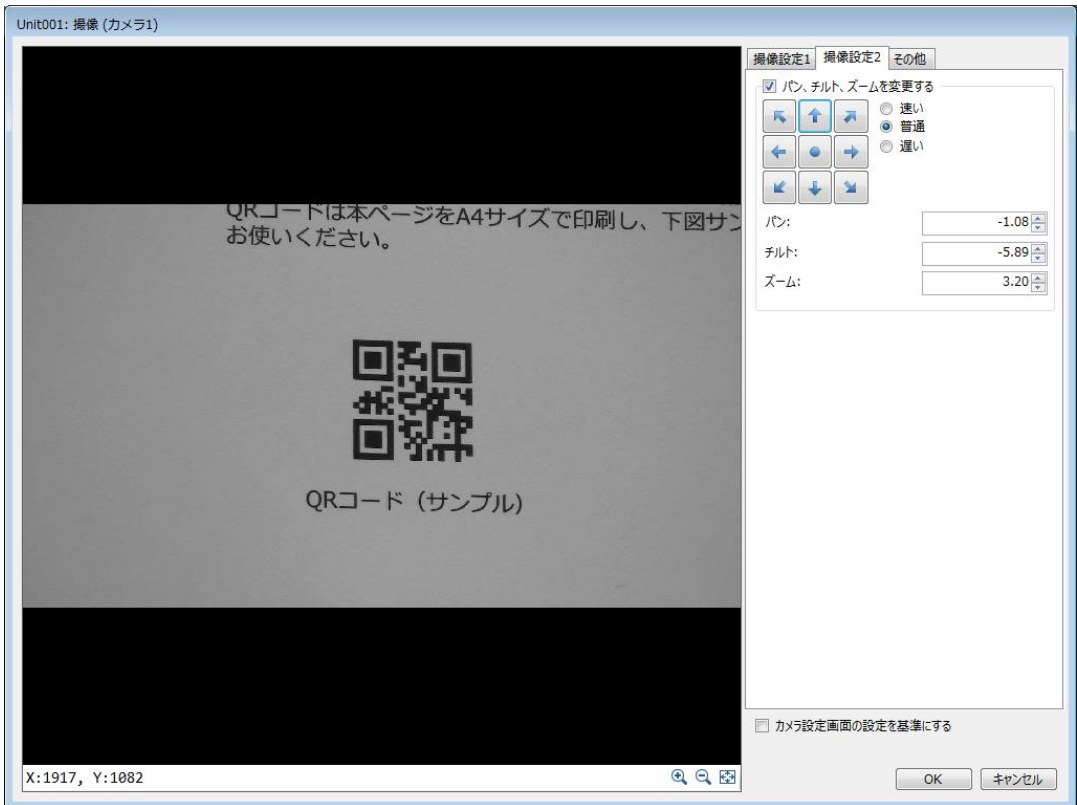 Unit001: 撮像 (カメラ1)
撮像設定1 撮像設定2 その他
パン、チルト、ズームを変更する
速い
普通
遅い
パン: -1.08
チルト: -5.89
ズーム: 3.20
QRコードは本ページをA4サイズで印刷し、下図サン
お使いください。
QRコード（サンプル）
カメラ設定画面の設定を基準にする
X:1917, Y:1082
OK キャンセル